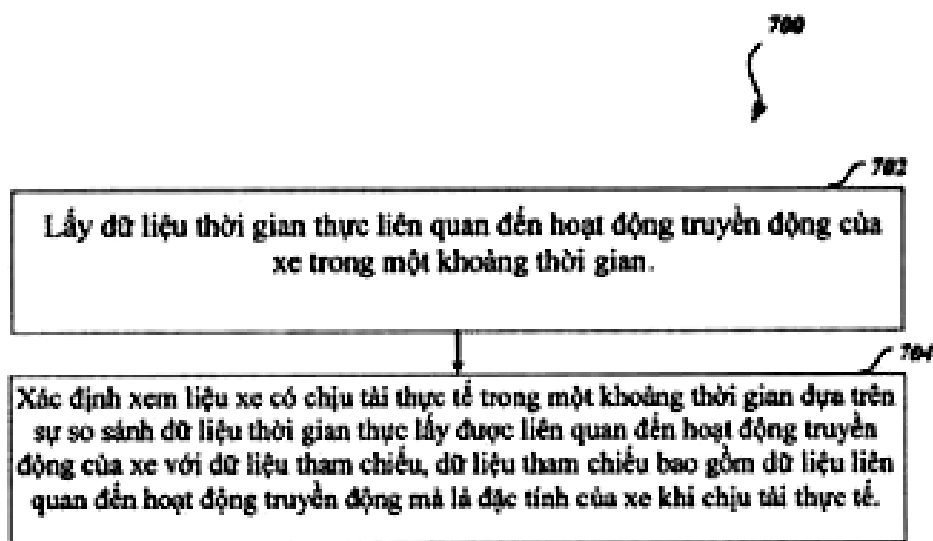 700
702
Lấy dữ liệu thời gian thực liên quan đến hoạt động truyền động của
xe trong một khoảng thời gian.
704
Xác định xem liệu xe có chịu tải thực tế trong một khoảng thời gian dựa trên
sự so sánh dữ liệu thời gian thực lấy được liên quan đến hoạt động truyền
động của xe với dữ liệu tham chiếu, dữ liệu tham chiếu bao gồm dữ liệu liên
quan đến hoạt động truyền động mà là đặc tính của xe khi chịu tải thực tế.